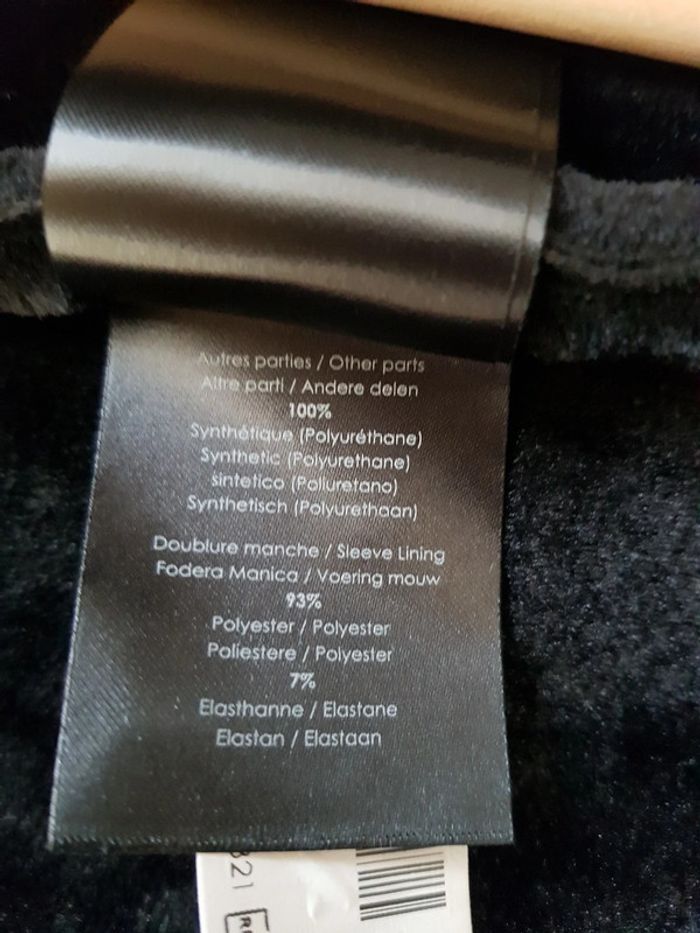 Autres parties / Other parts
Altre parti / Andere delen
100%
Synthétique (Polyuréthane)
Synthetic (Polyurethane)
sintetico (Poliuretano)
Synthetisch (Polyurethaan)
Doublure manche / Sleeve Lining
Fodera Manica / Voering mouw
93%
Polyester / Polyester
Poliestere / Polyester
7%
Elasthanne / Elastane
Elastan / Elastaan
321